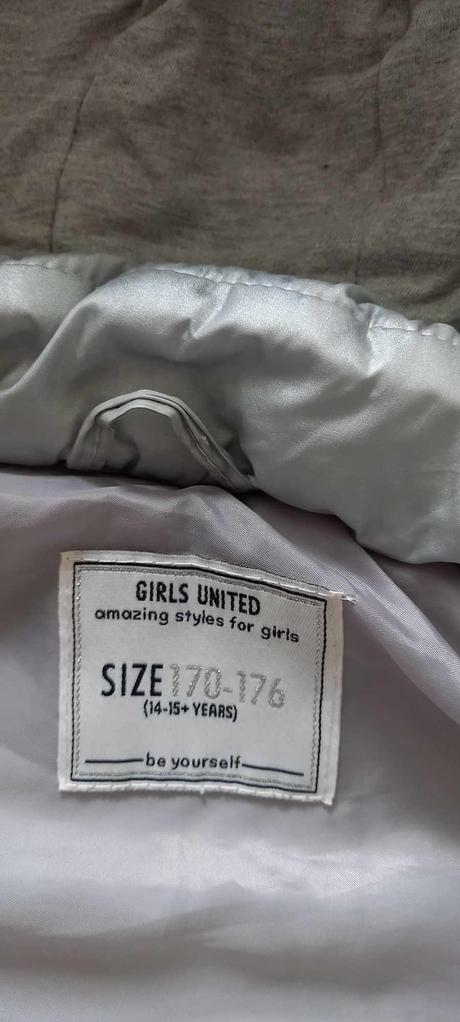 GIRLS UNITED
amazing styles for girls
SIZE 170-176
(14-15+ YEARS)
be yourself